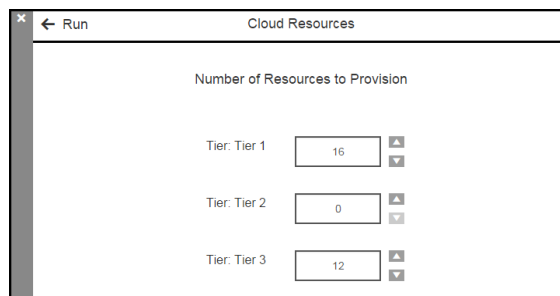 × ← Run Cloud Resources
Number of Resources to Provision
Tier: Tier 1 16
Tier: Tier 2 0
Tier: Tier 3 12